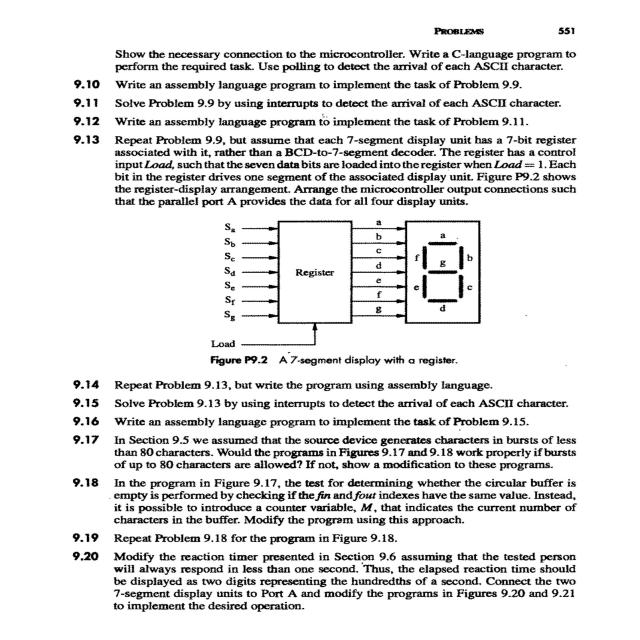 PROBLEMS 551
Show the necessary connection to the microcontroller. Write a C-language program to
perform the required task. Use polling to detect the arrival of each ASCII character.
9.10 Write an assembly language program to implement the task of Problem 9.9.
9.11 Solve Problem 9.9 by using interrupts to detect the arrival of each ASCII character.
9.12 Write an assembly language program to implement the task of Problem 9.11.
9.13 Repeat Problem 9.9, but assume that each 7-segment display unit has a 7-bit register
associated with it, rather than a BCD-to-7-segment decoder. The register has a control
input Load, such that the seven data bits are loaded into the register when Load = 1. Each
bit in the register drives one segment of the associated display unit. Figure P9.2 shows
the register-display arrangement. Arrange the microcontroller output connections such
that the parallel port A provides the data for all four display units.
Sa a
Sb b a
Sc c f b
Sd Register d g
Se e e c
Sf f
Sg g d
Load
Figure P9.2 A 7-segment display with a register.
9.14 Repeat Problem 9.13, but write the program using assembly language.
9.15 Solve Problem 9.13 by using interrupts to detect the arrival of each ASCII character.
9.16 Write an assembly language program to implement the task of Problem 9.15.
9.17 In Section 9.5 we assumed that the source device generates characters in bursts of less
than 80 characters. Would the programs in Figures 9.17 and 9.18 work properly if bursts
of up to 80 characters are allowed? If not, show a modification to these programs.
9.18 In the program in Figure 9.17, the test for determining whether the circular buffer is
empty is performed by checking if the fin and fout indexes have the same value. Instead,
it is possible to introduce a counter variable, M, that indicates the current number of
characters in the buffer. Modify the program using this approach.
9.19 Repeat Problem 9.18 for the program in Figure 9.18.
9.20 Modify the reaction timer presented in Section 9.6 assuming that the tested person
will always respond in less than one second. Thus, the elapsed reaction time should
be displayed as two digits representing the hundredths of a second. Connect the two
7-segment display units to Port A and modify the programs in Figures 9.20 and 9.21
to implement the desired operation.